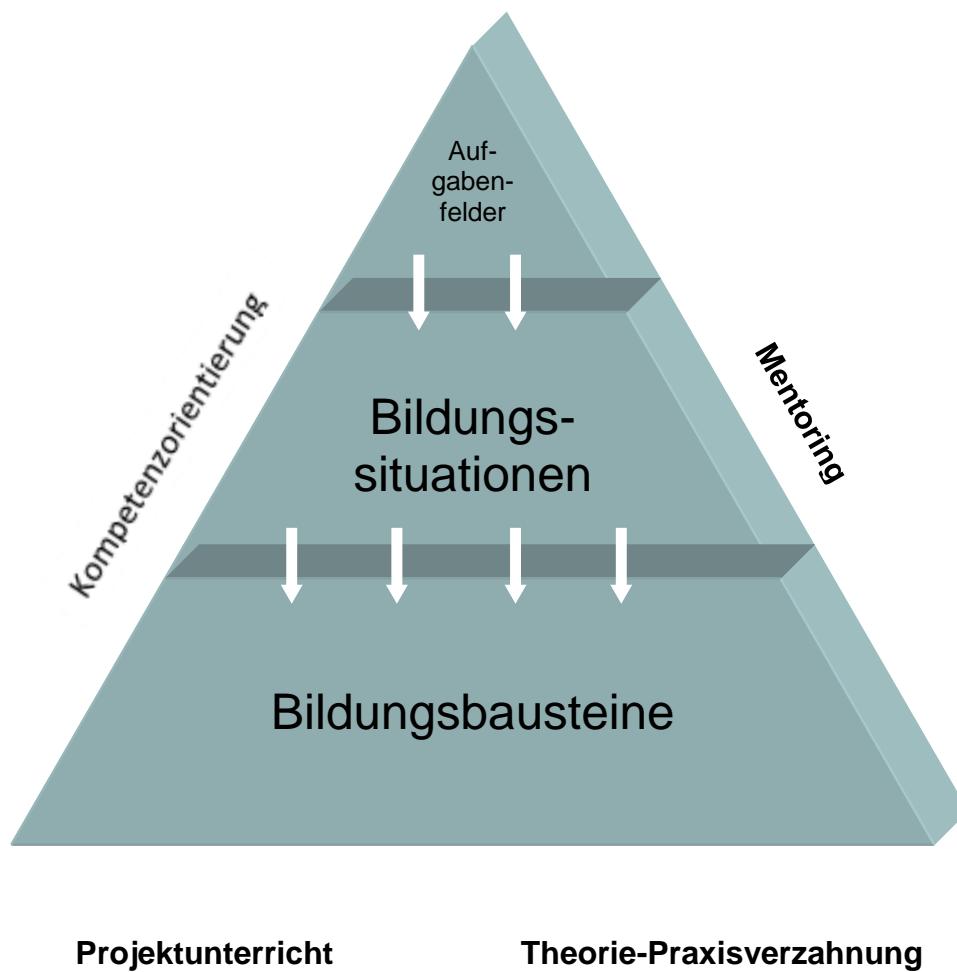 Auf-
gaben-
felder
Kompetenzorientierung
Mentoring
Bildungs-
situationen
Bildungsbausteine
Projektunterricht
Theorie-Praxisverzahnung